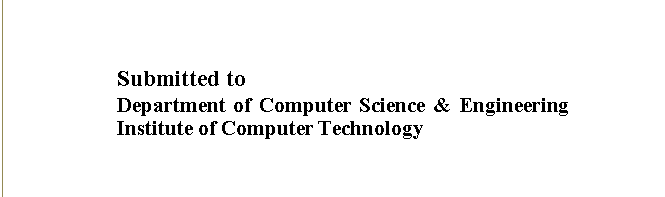 Submitted to
Department of Computer Science & Engineering
Institute of Computer Technology